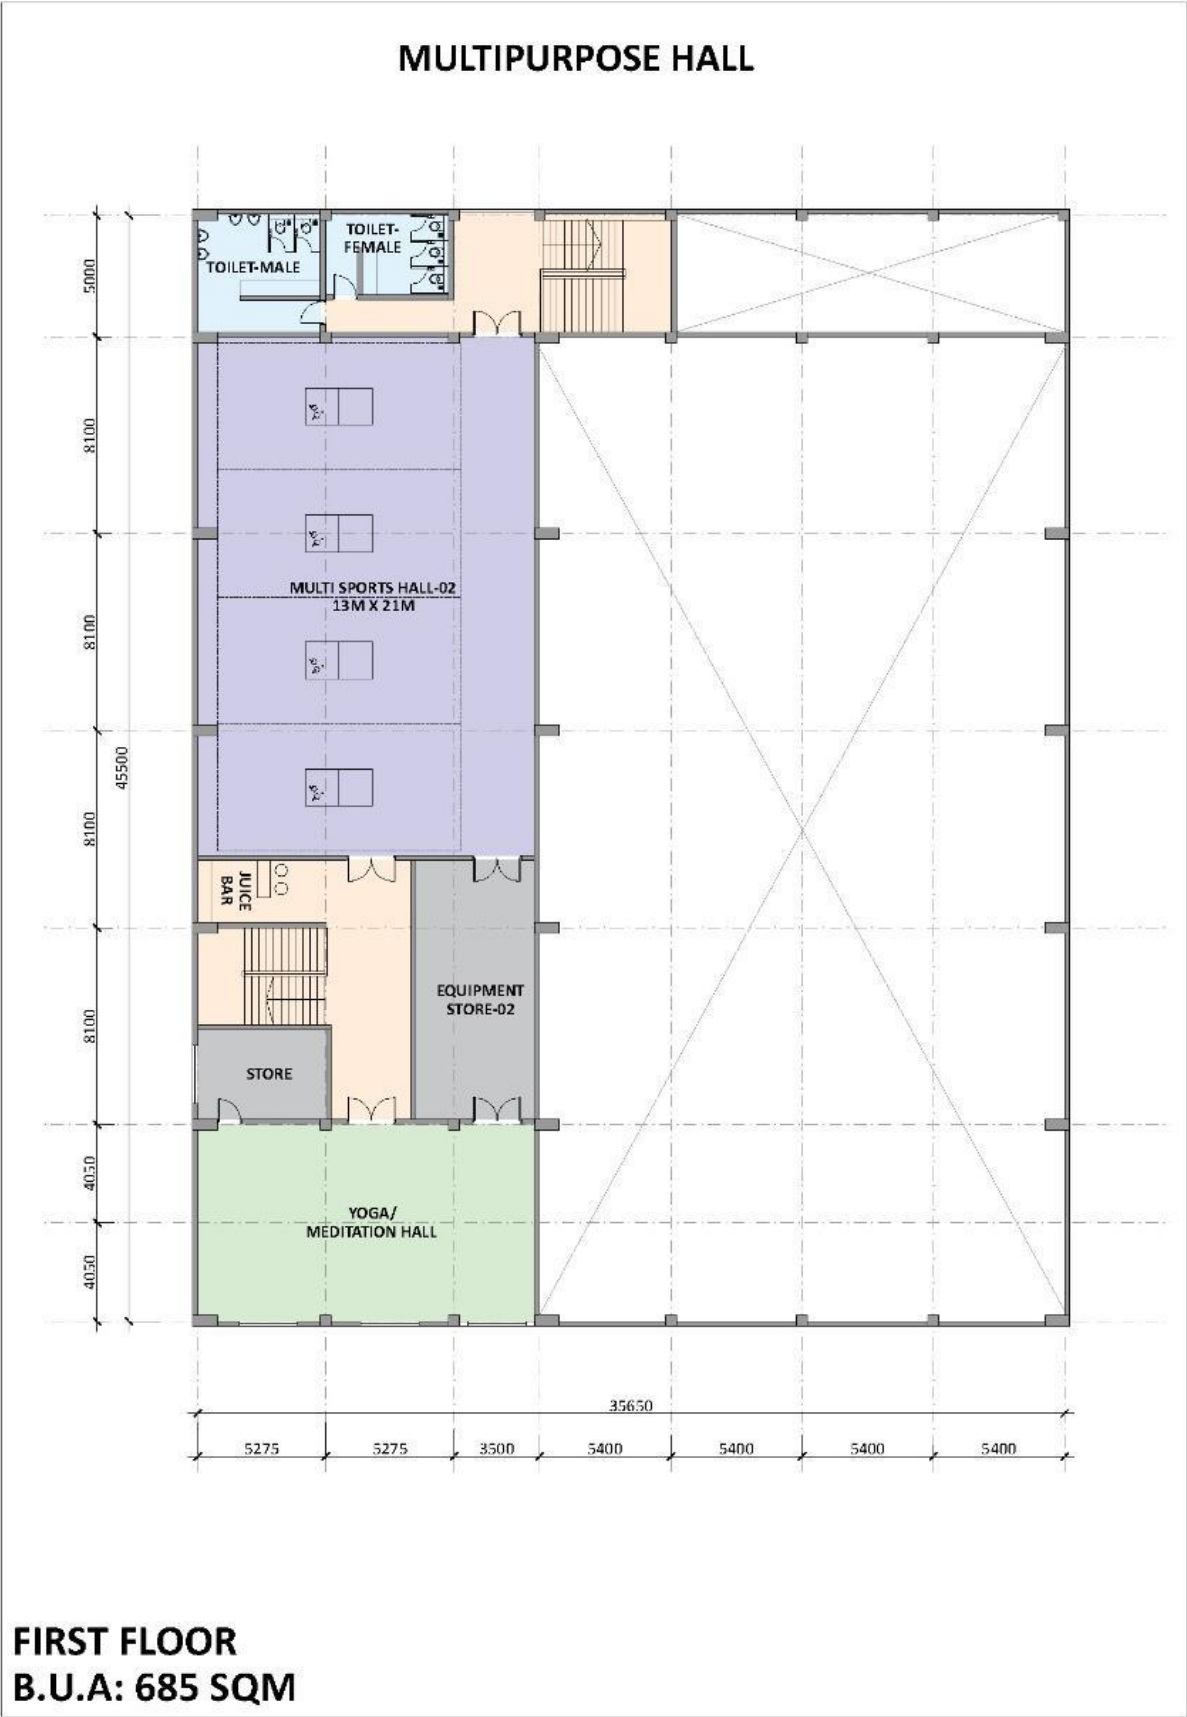 MULTIPURPOSE HALL
TOILET-MALE
TOILET-
FEMALE
5000
8100
8100
8100
8100
4050
4050
45500
MULTI SPORTS HALL-02
13M X 21M
JUICE
BAR
EQUIPMENT
STORE-02
STORE
YOGA/
MEDITATION HALL
35650
5275
5275
3500
5400
5400
5400
5400
FIRST FLOOR
B.U.A: 685 SQM